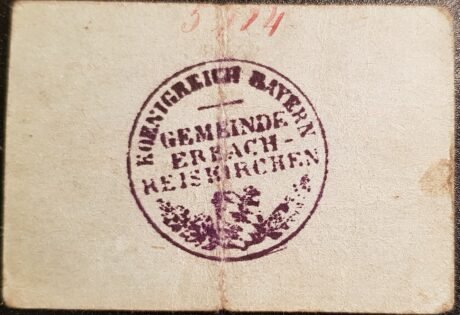 KOENIGREICH BAYERN
GEMEINDE
ERBACH-
REISKIRCHEN